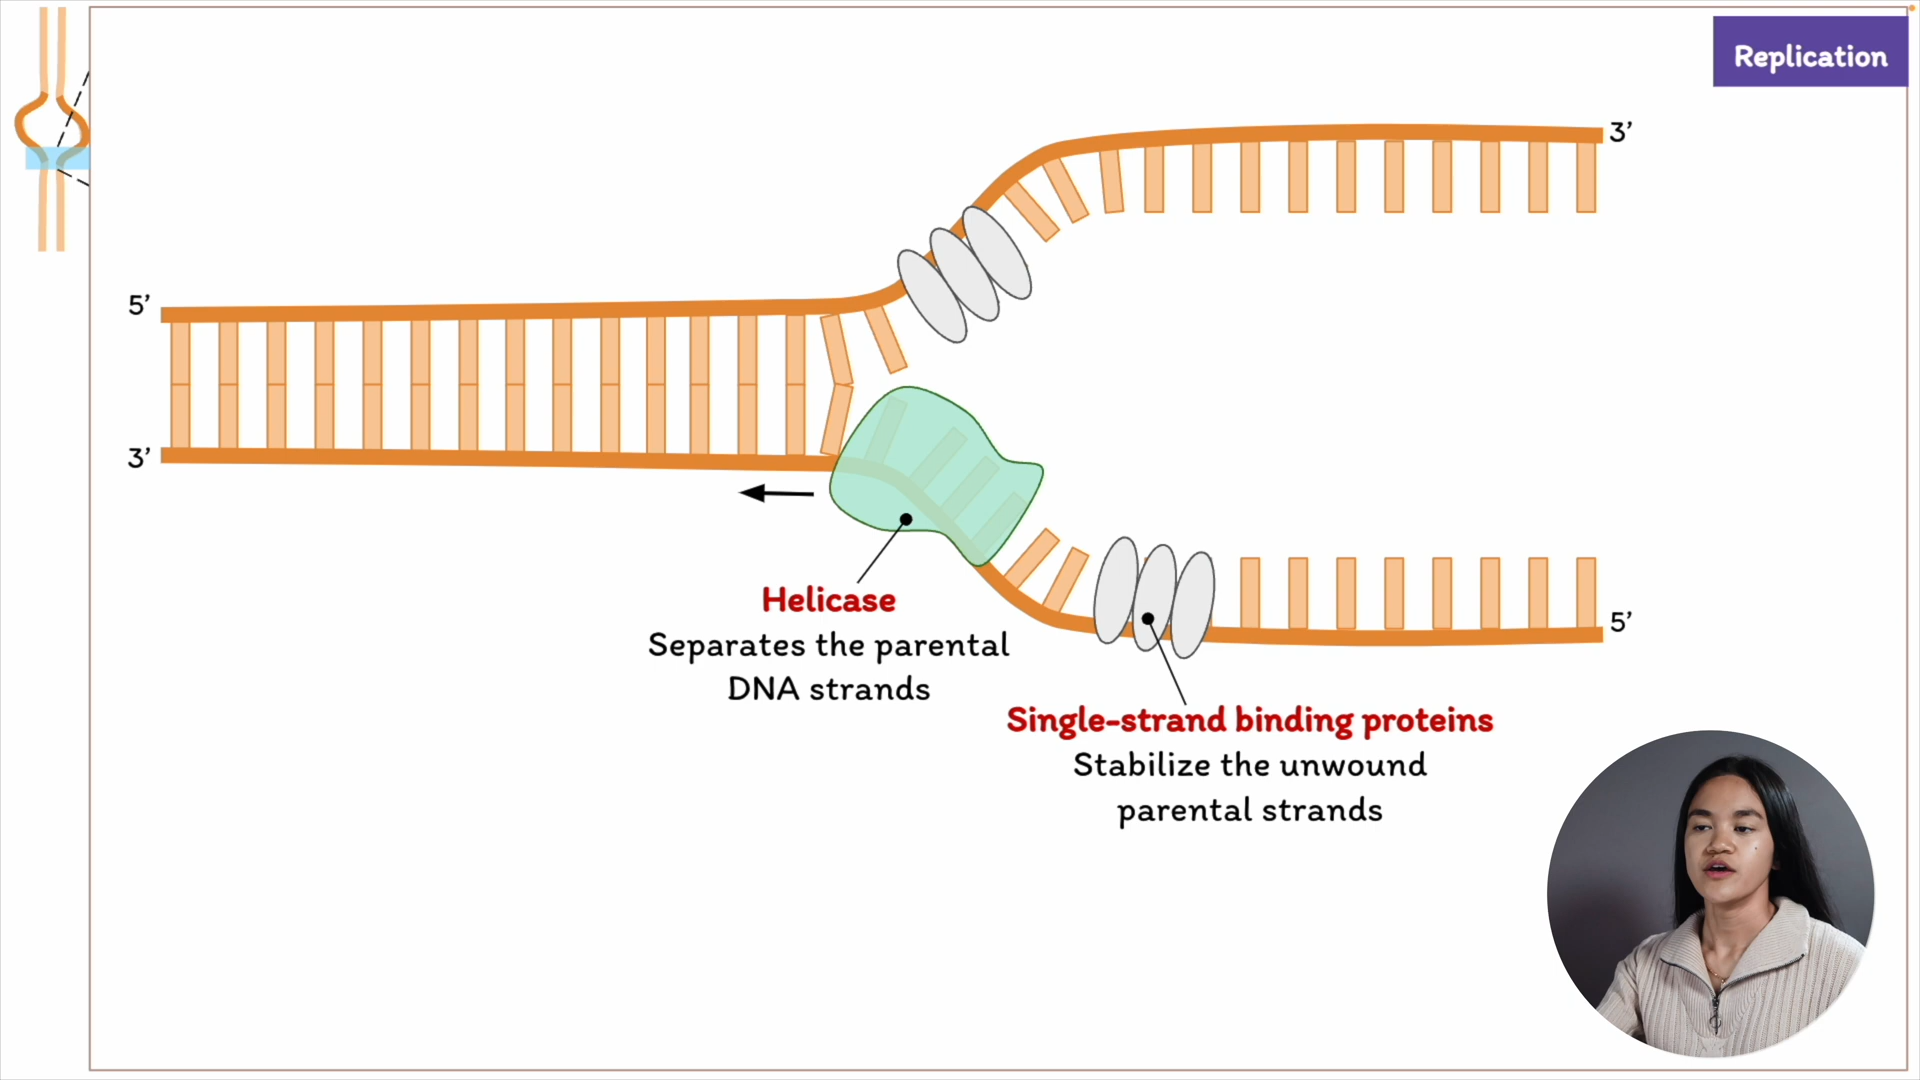 Replication
3’
5’
3’
5’
Helicase
Separates the parental
DNA strands
Single-strand binding proteins
Stabilize the unwound
parental strands